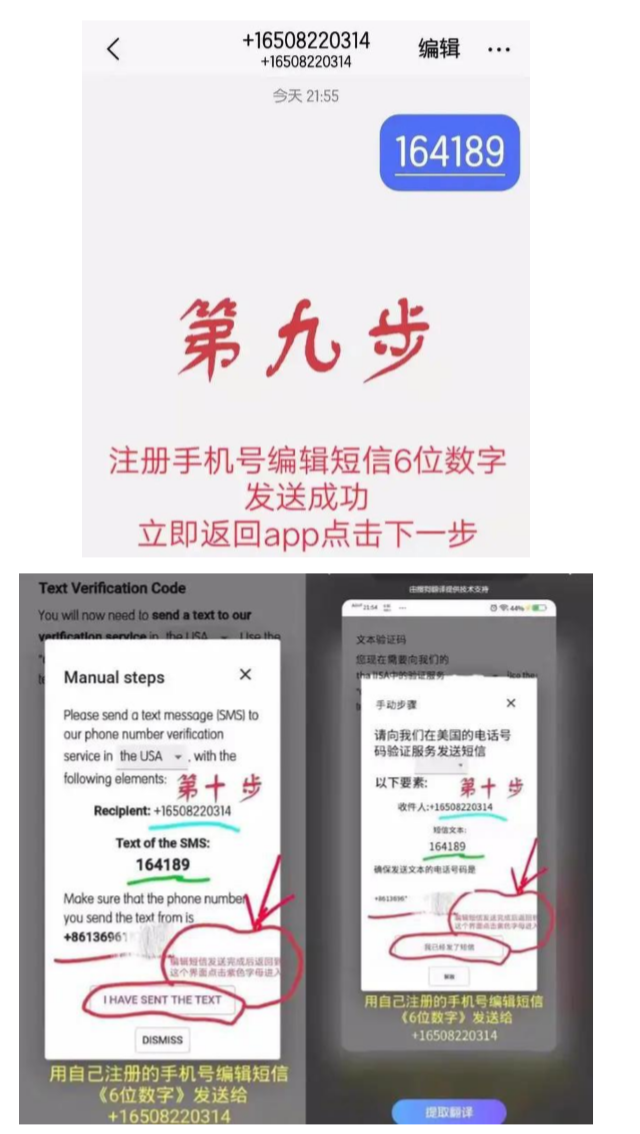 +16508220314
+16508220314
编辑
今天 21:55
164189
第九步
注册手机号编辑短信6位数字
发送成功
立即返回app点击下一步
Text Verification Code
You will now need to send a text to our
verification service in the USA . Use the
Manual steps
Please send a text message (SMS) to
our phone number verification
service in the USA , with the
following elements:
第十步
Recipient: +16508220314
Text of the SMS:
164189
Make sure that the phone number
you send the text from is
+86136961
编辑短信发送完成后返回到
这个界面点击紫色字母进入
I HAVE SENT THE TEXT
DISMISS
用自己注册的手机号编辑短信
《6位数字》发送给
+16508220314
由搜狗翻译提供技术支持
21:54
44%
文本验证码
您现在需要向我们的
the USA中的验证服务 . Use the
手动步骤
请向我们在美国的电话号
码验证服务发送短信
以下要素:
第十步
收件人:+16508220314
短信文本:
164189
确保发送文本的电话号码是
+8613696
编辑短信发送完成后返回到
这个界面点击紫色字母进入
我已经发了短信
解雇
用自己注册的手机号编辑短信
《6位数字》发送给
+16508220314
提取翻译